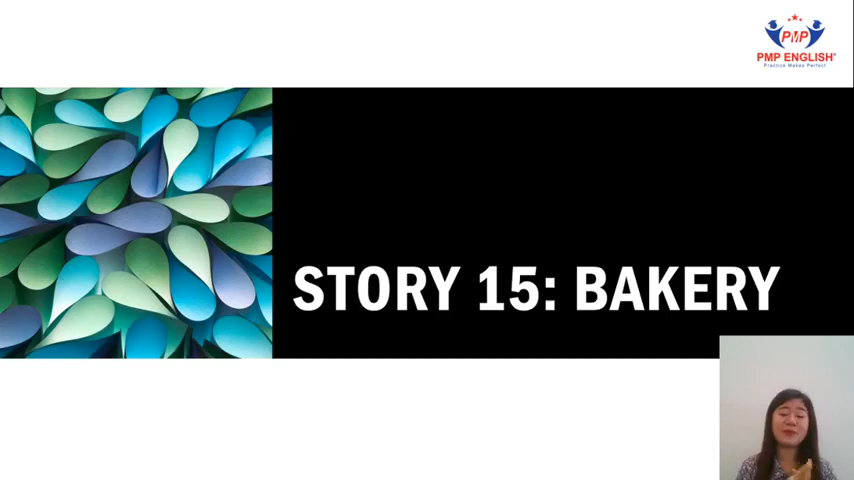 PMP
PMP ENGLISH®
Practice Makes Perfect
STORY 15: BAKERY